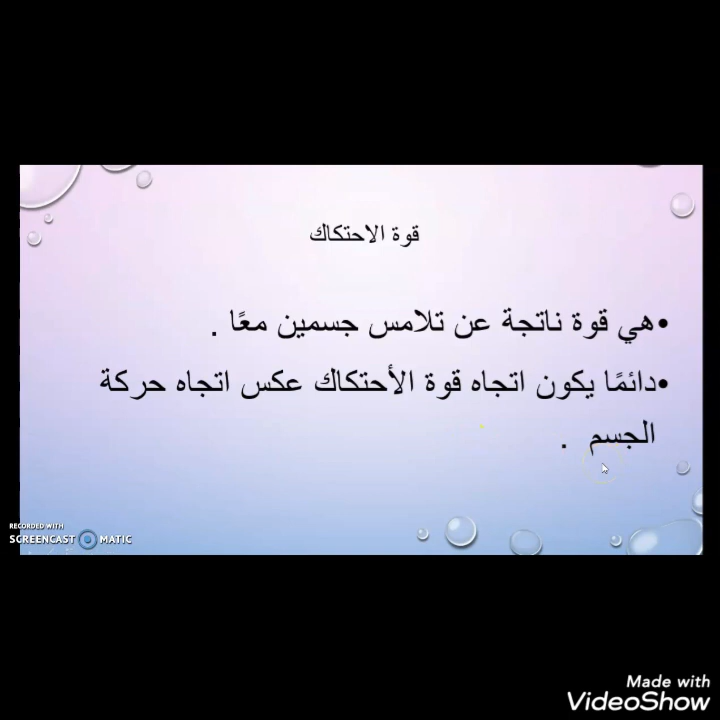 قوة الاحتكاك
•هي قوة ناتجة عن تلامس جسمين معًا .
•دائمًا يكون اتجاه قوة الأحتكاك عكس اتجاه حركة
الجسم .
RECORDED WITH
SCREENCAST MATIC
Made with
VideoShow